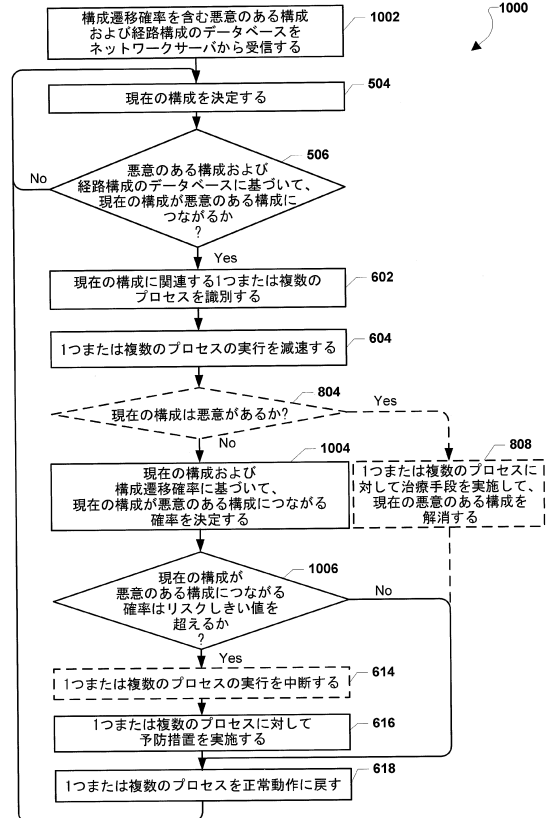 1000
1002
構成遷移確率を含む悪意のある構成
および経路構成のデータベースを
ネットワークサーバから受信する
504
現在の構成を決定する
506
悪意のある構成および
経路構成のデータベースに基づいて、
現在の構成が悪意のある構成に
つながるか
?
No
Yes
602
現在の構成に関連する1つまたは複数の
プロセスを識別する
604
1つまたは複数のプロセスの実行を減速する
804
現在の構成は悪意があるか?
Yes
No
808
1つまたは複数のプロセスに
対して治療手段を実施して、
現在の悪意のある構成を
解消する
1004
現在の構成および
構成遷移確率に基づいて、
現在の構成が悪意のある構成につながる
確率を決定する
1006
現在の構成が
悪意のある構成につながる
確率はリスクしきい値を
超えるか
?
No
Yes
614
1つまたは複数のプロセスの実行を中断する
616
1つまたは複数のプロセスに対して
予防措置を実施する
618
1つまたは複数のプロセスを正常動作に戻す